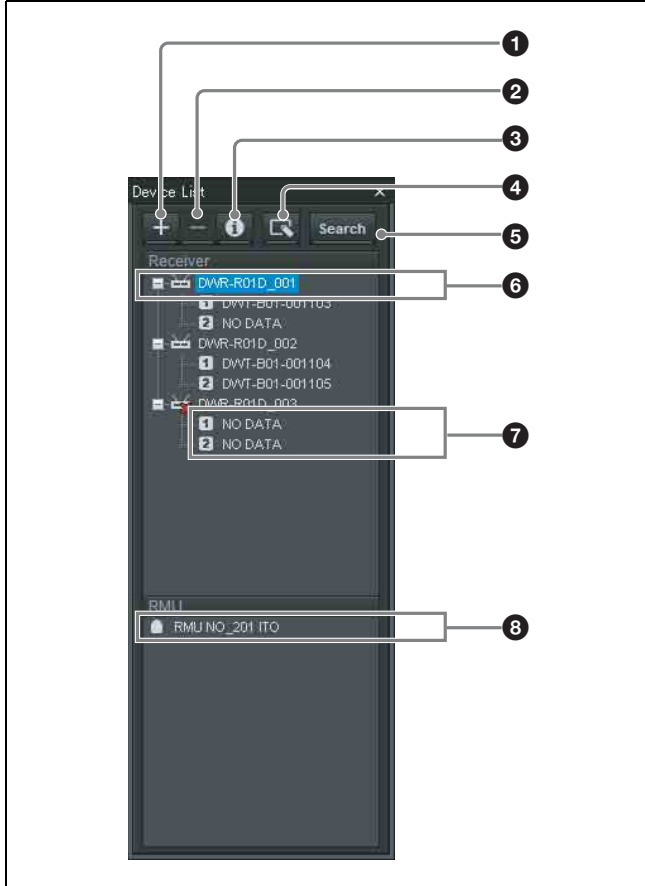 1
2
3
4
5
6
7
8
Device List
Search
Receiver
DWR-R01D_001
1 DWT-B01-001103
2 NO DATA
DWR-R01D_002
1 DWT-B01-001104
2 DWT-B01-001105
DWR-R01D_003
1 NO DATA
2 NO DATA
RMU
RMU NO_201 ITO